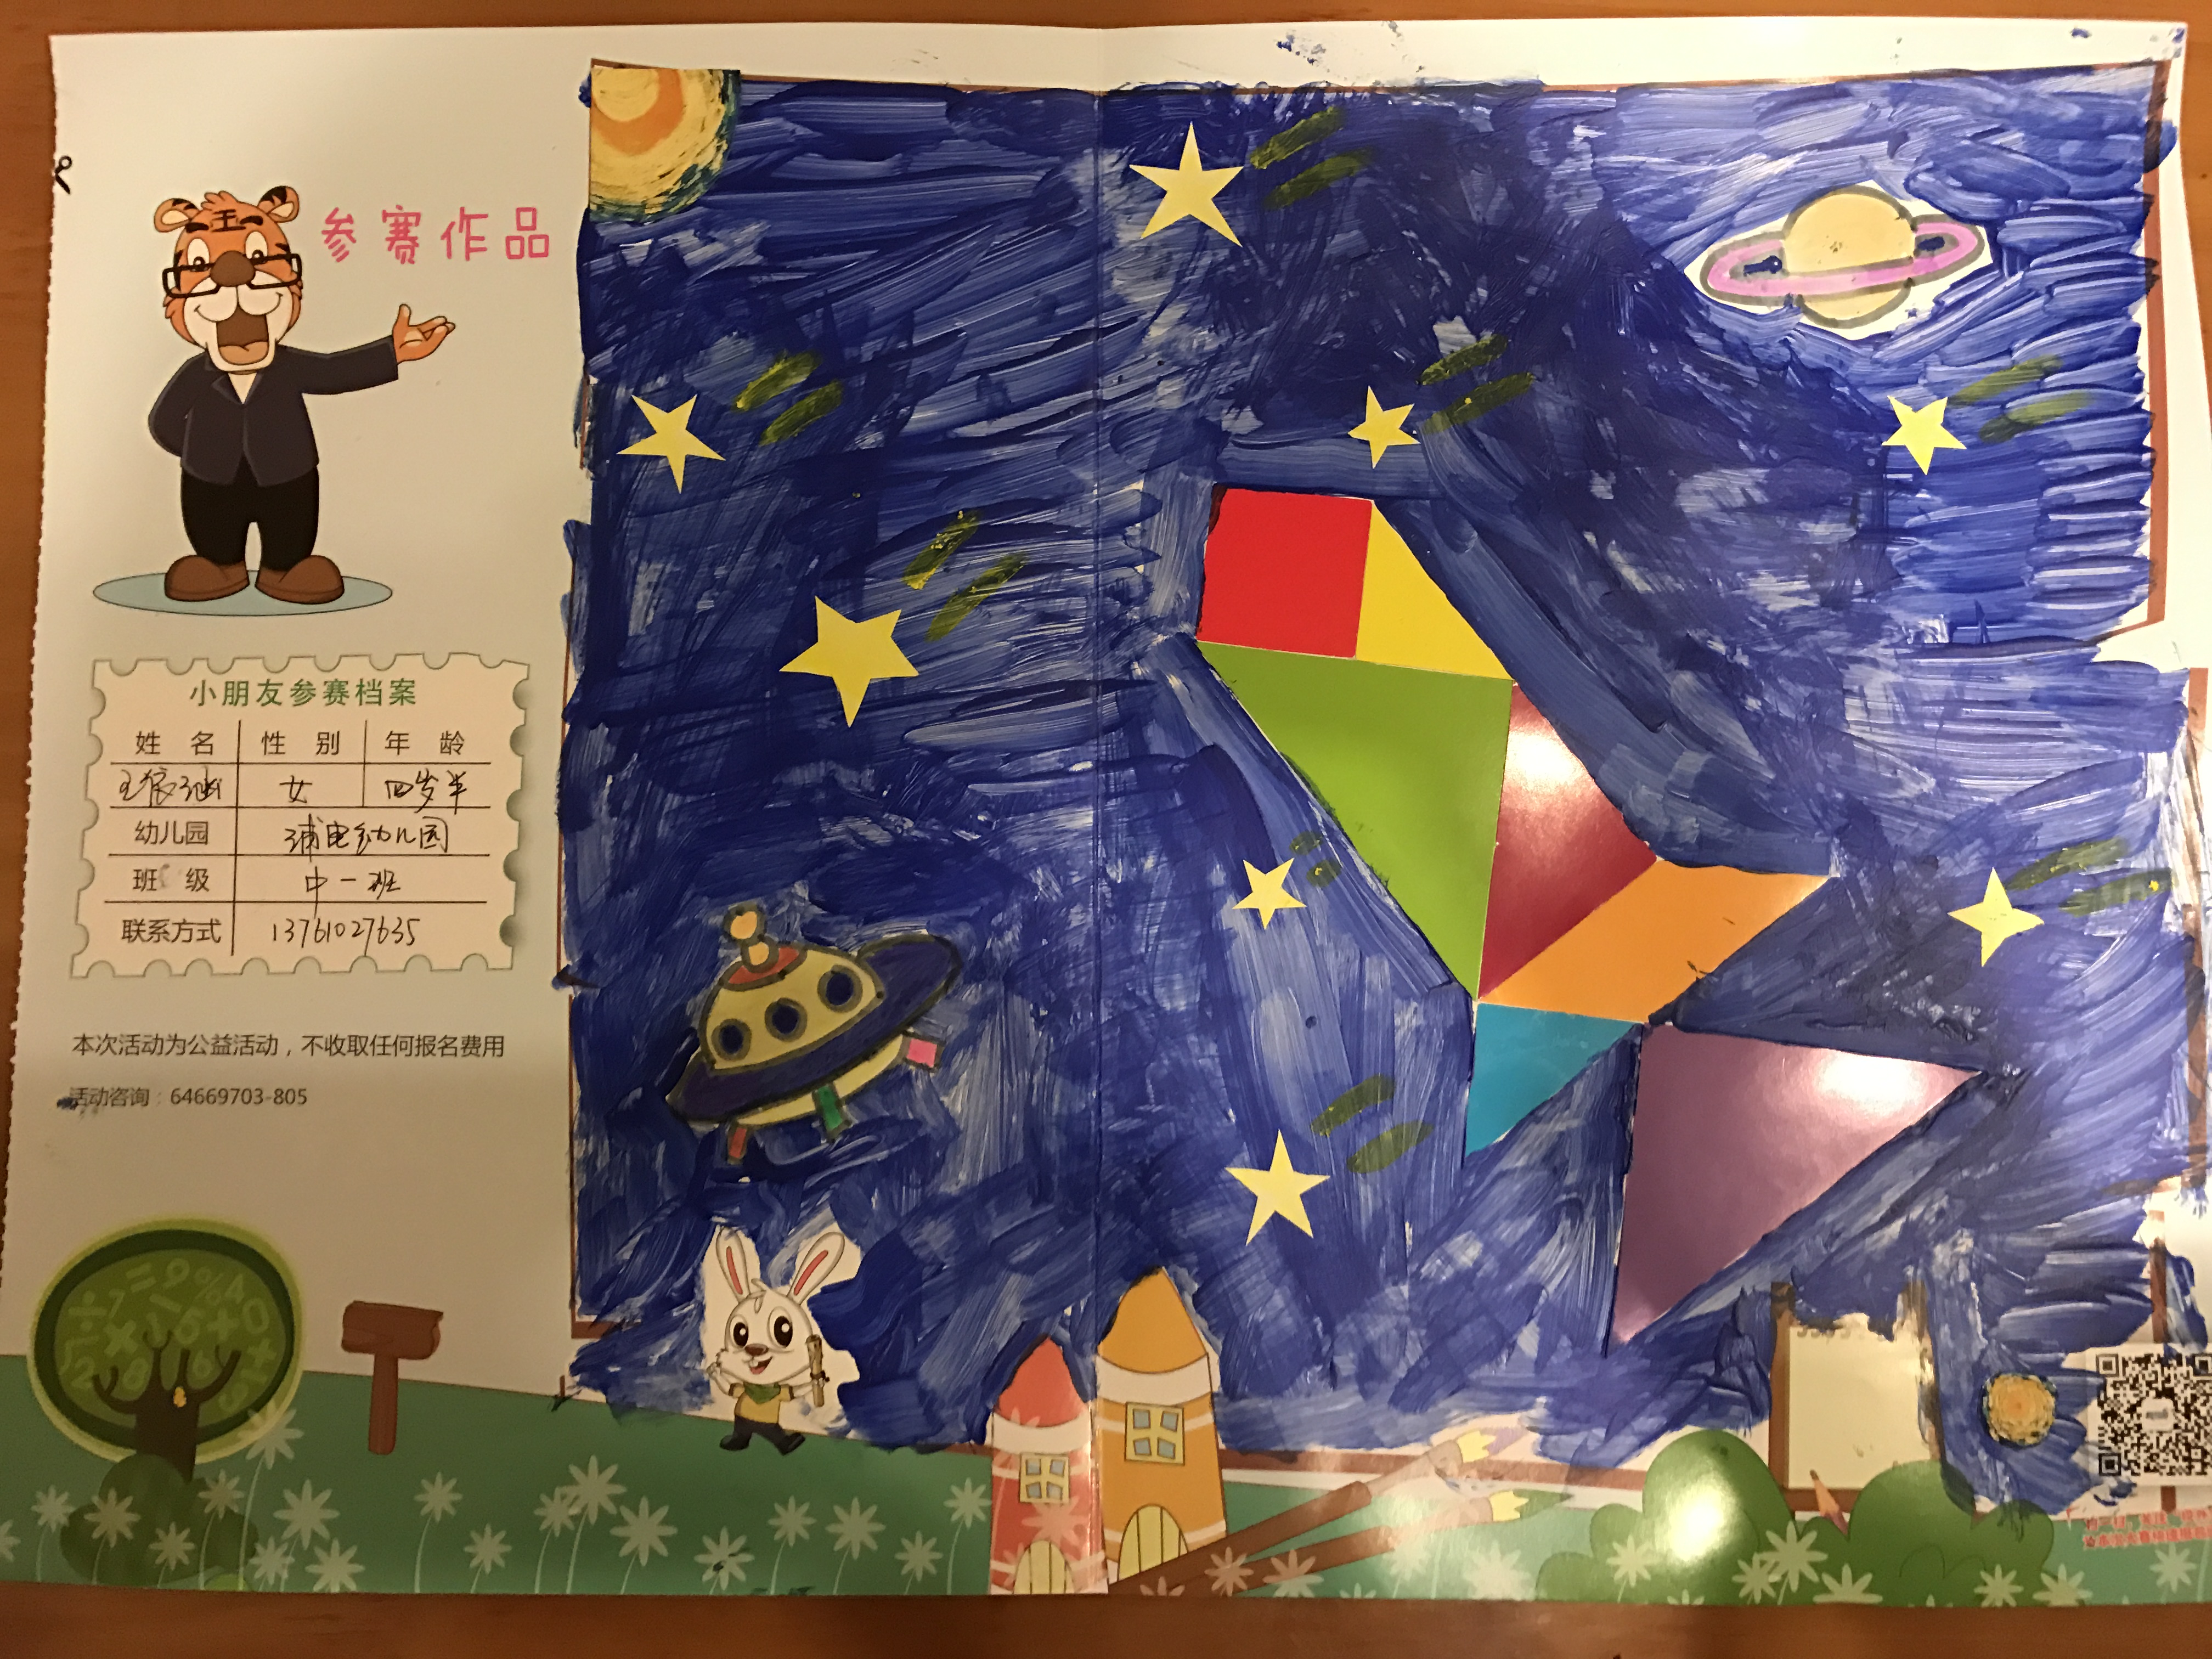 参赛作品
小朋友参赛档案
姓 名 性 别 年 龄
王依涵 女 四岁半
幼儿园 浦电幼儿园
班 级 中一班
联系方式 13761027635
本次活动为公益活动，不收取任何报名费用
活动咨询：64669703-805